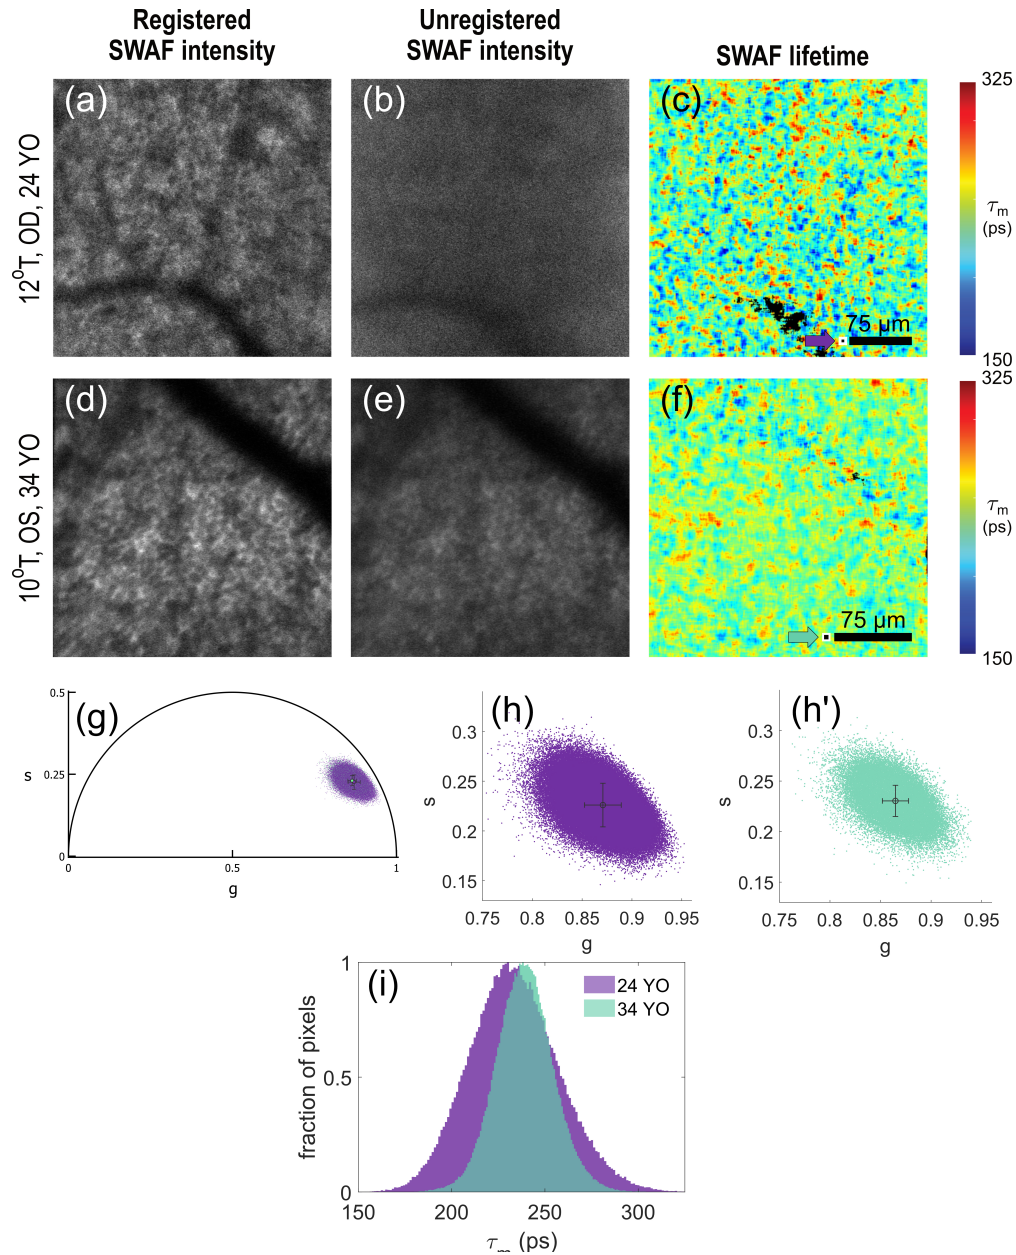 Registered
SWAF intensity
Unregistered
SWAF intensity
SWAF lifetime
12°T, OD, 24 YO
(a)
(b)
(c)
75 μm
325
τm
(ps)
150
10°T, OS, 34 YO
(d)
(e)
(f)
75 μm
325
τm
(ps)
150
(g)
0.5
0.25
0
s
0
0.5
1
g
(h)
0.3
0.25
0.2
0.15
s
0.75 0.8 0.85 0.9 0.95
g
(h')
0.3
0.25
0.2
0.15
s
0.75 0.8 0.85 0.9 0.95
g
(i)
24 YO
34 YO
1
0.5
0
fraction of pixels
150 200 250 300
τm (ps)